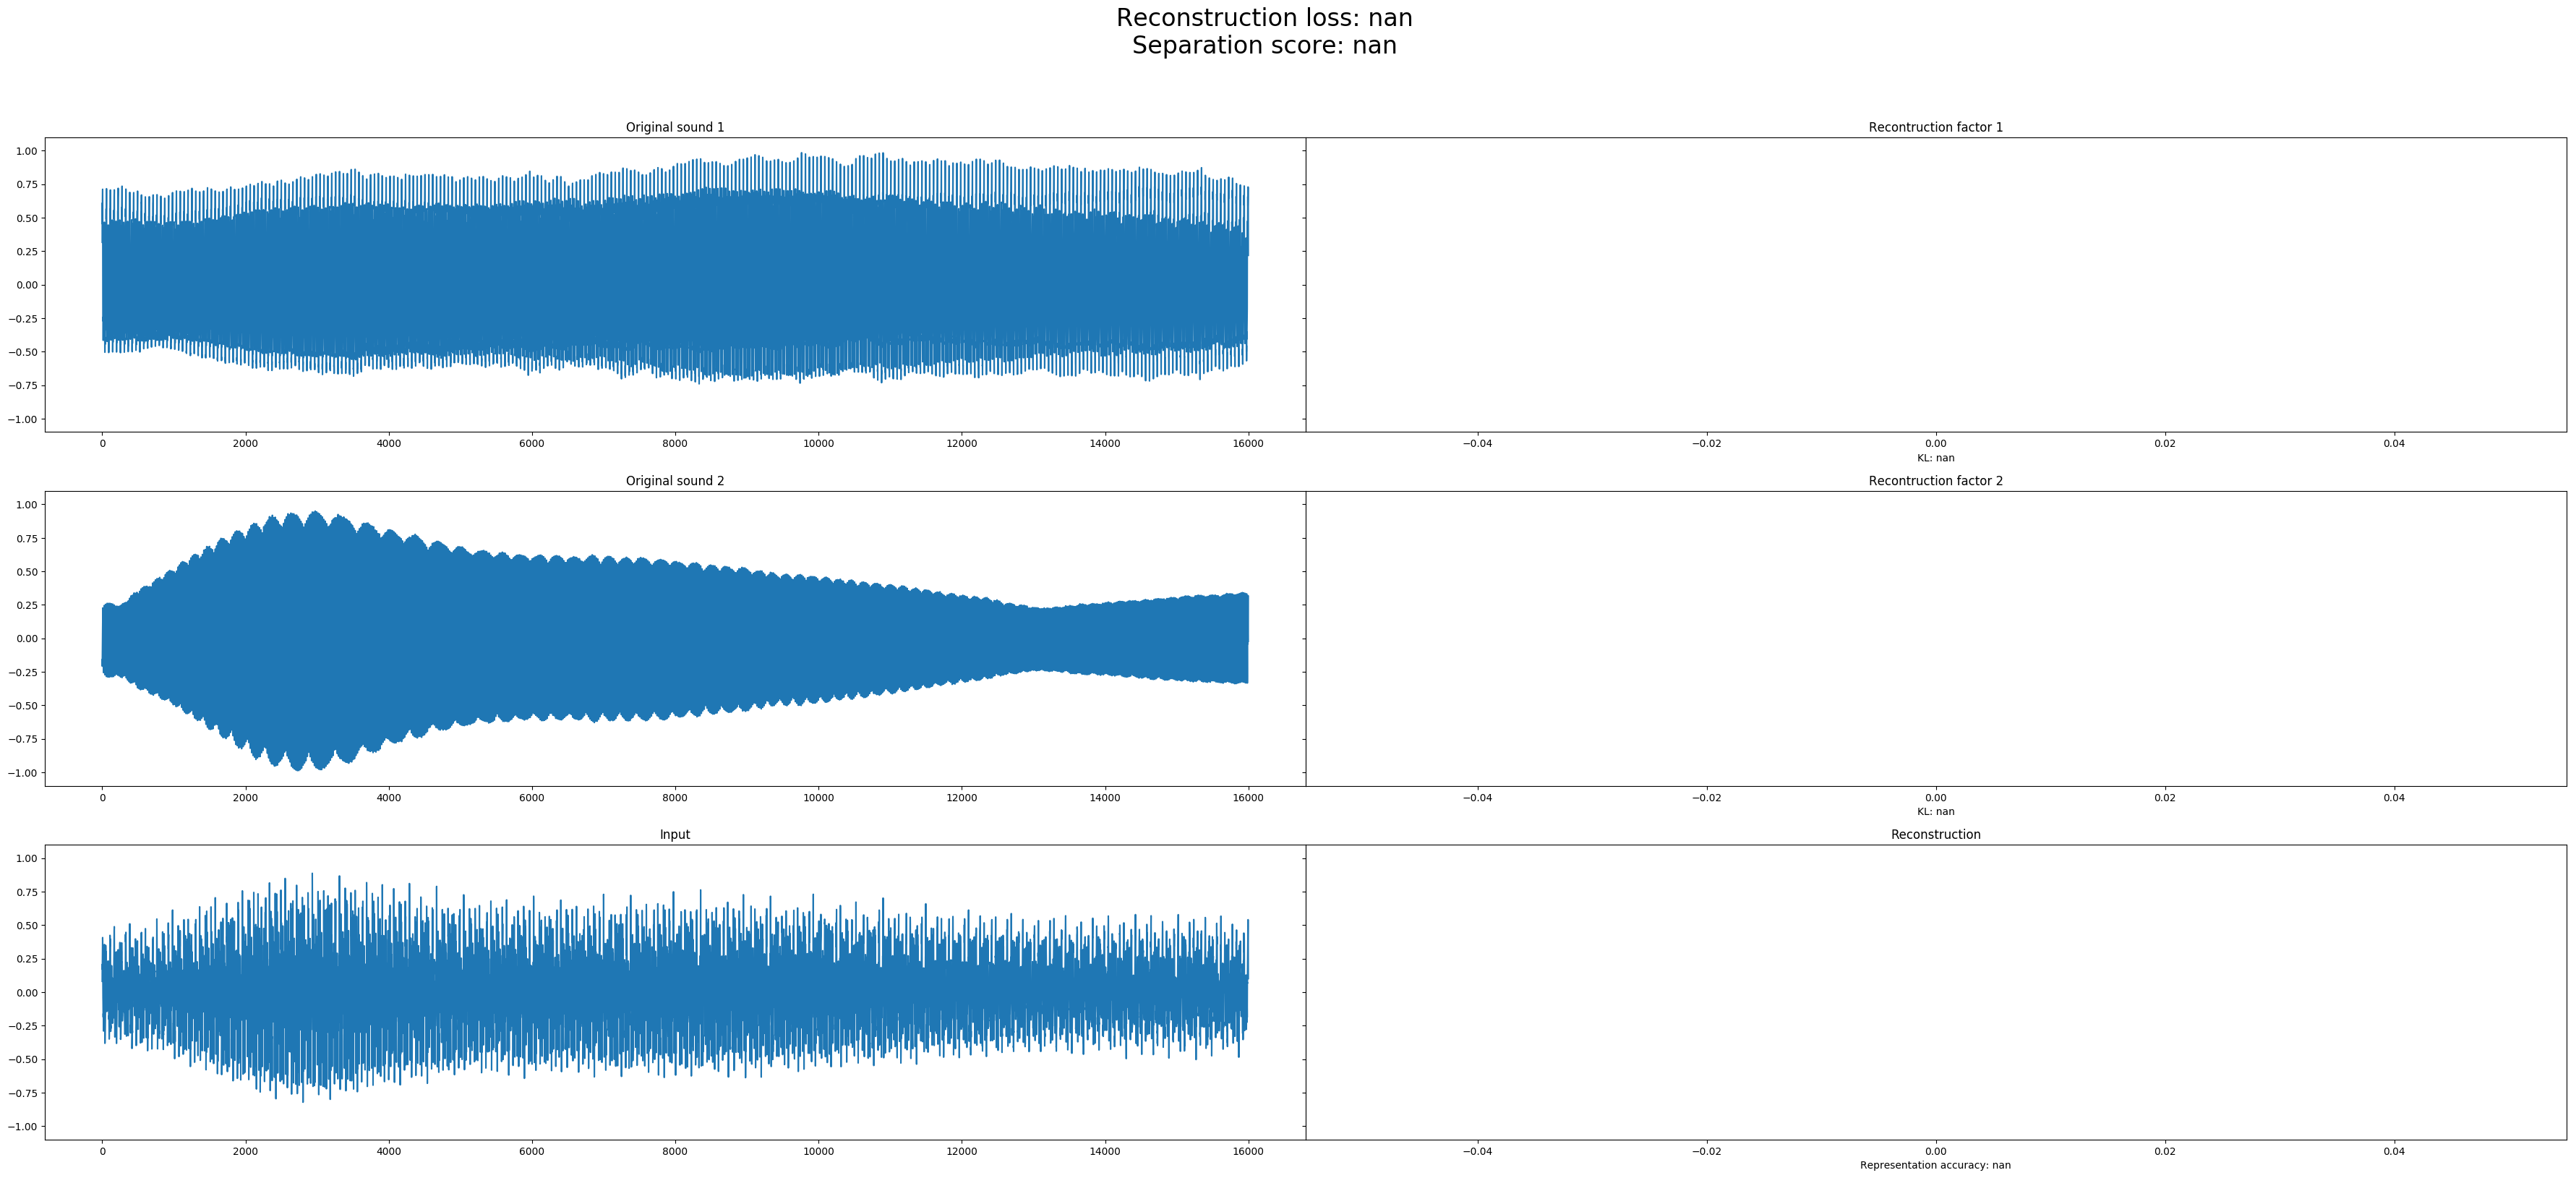 Reconstruction loss: nan
Separation score: nan
Original sound 1
Recontruction factor 1
1.00
0.75
0.50
0.25
0.00
−0.25
−0.50
−0.75
−1.00
0 2000 4000 6000 8000 10000 12000 14000 16000
−0.04 −0.02 0.00 0.02 0.04
KL: nan
Original sound 2
Recontruction factor 2
1.00
0.75
0.50
0.25
0.00
−0.25
−0.50
−0.75
−1.00
0 2000 4000 6000 8000 10000 12000 14000 16000
−0.04 −0.02 0.00 0.02 0.04
KL: nan
Input
Reconstruction
1.00
0.75
0.50
0.25
0.00
−0.25
−0.50
−0.75
−1.00
0 2000 4000 6000 8000 10000 12000 14000 16000
−0.04 −0.02 0.00 0.02 0.04
Representation accuracy: nan